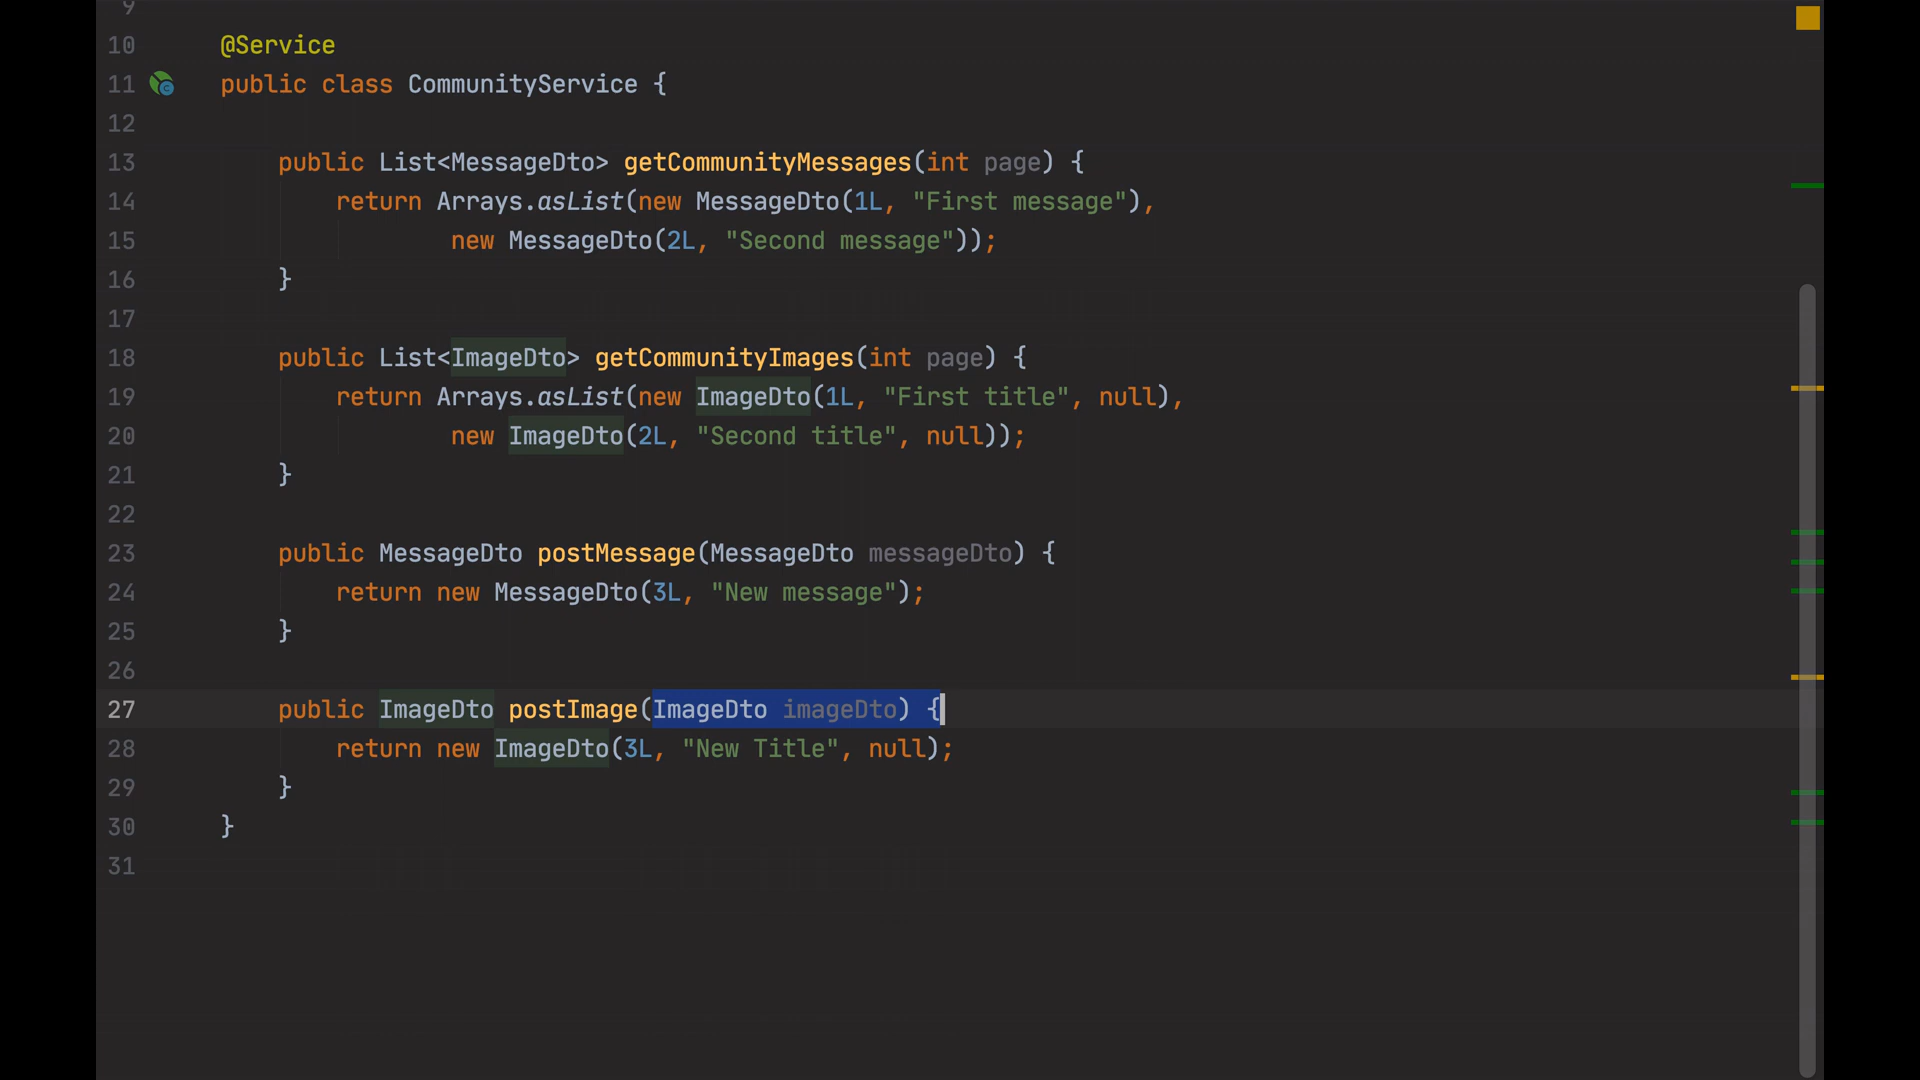 9
10 @Service
11 public class CommunityService {
12
13 public List<MessageDto> getCommunityMessages(int page) {
14 return Arrays.asList(new MessageDto(1L, "First message"),
15 new MessageDto(2L, "Second message"));
16 }
17
18 public List<ImageDto> getCommunityImages(int page) {
19 return Arrays.asList(new ImageDto(1L, "First title", null),
20 new ImageDto(2L, "Second title", null));
21 }
22
23 public MessageDto postMessage(MessageDto messageDto) {
24 return new MessageDto(3L, "New message");
25 }
26
27 public ImageDto postImage(ImageDto imageDto) {
28 return new ImageDto(3L, "New Title", null);
29 }
30 }
31